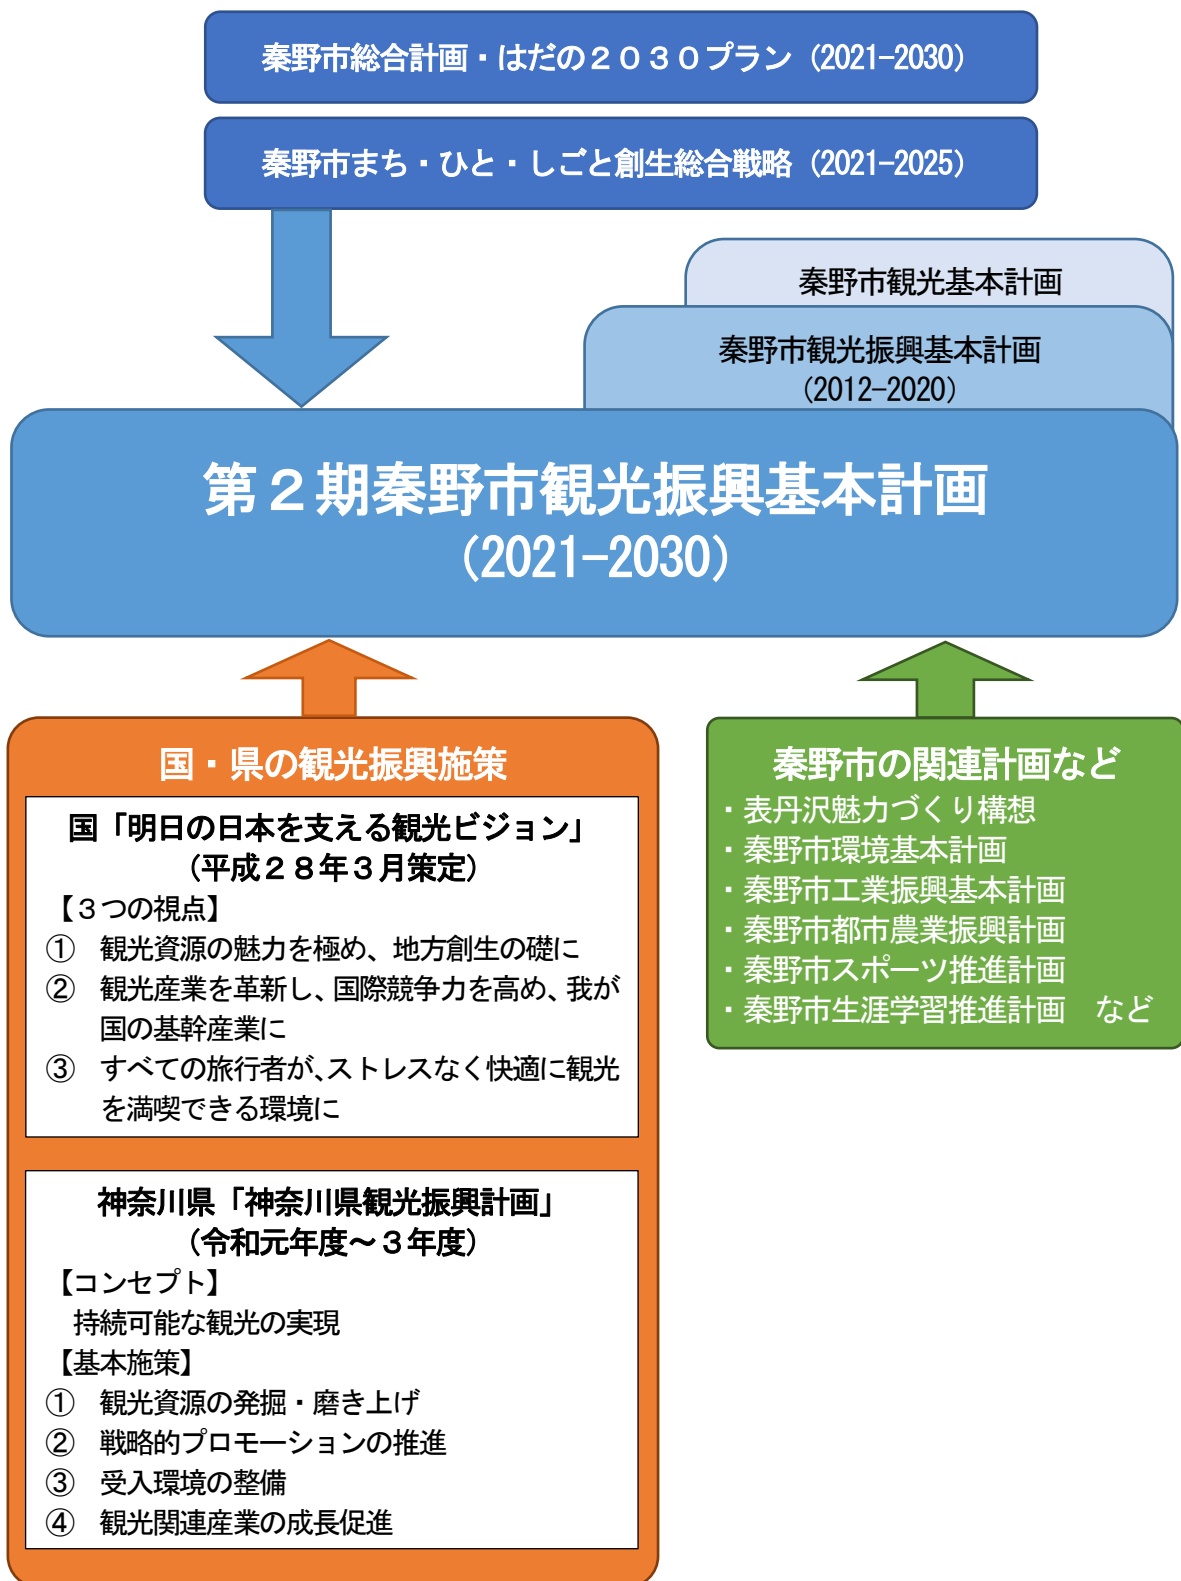 秦野市総合計画・はだの２０３０プラン（2021-2030）
秦野市まち・ひと・しごと創生総合戦略（2021-2025）
秦野市観光基本計画
秦野市観光振興基本計画
（2012-2020）
第２期秦野市観光振興基本計画
（2021-2030）
国・県の観光振興施策
国「明日の日本を支える観光ビジョン」
（平成２８年３月策定）
【３つの視点】
①　観光資源の魅力を極め、地方創生の礎に
②　観光産業を革新し、国際競争力を高め、我が
国の基幹産業に
③　すべての旅行者が、ストレスなく快適に観光
を満喫できる環境に
神奈川県「神奈川県観光振興計画」
（令和元年度～３年度）
【コンセプト】
持続可能な観光の実現
【基本施策】
①　観光資源の発掘・磨き上げ
②　戦略的プロモーションの推進
③　受入環境の整備
④　観光関連産業の成長促進
秦野市の関連計画など
・表丹沢魅力づくり構想
・秦野市環境基本計画
・秦野市工業振興基本計画
・秦野市都市農業振興計画
・秦野市スポーツ推進計画
・秦野市生涯学習推進計画　など